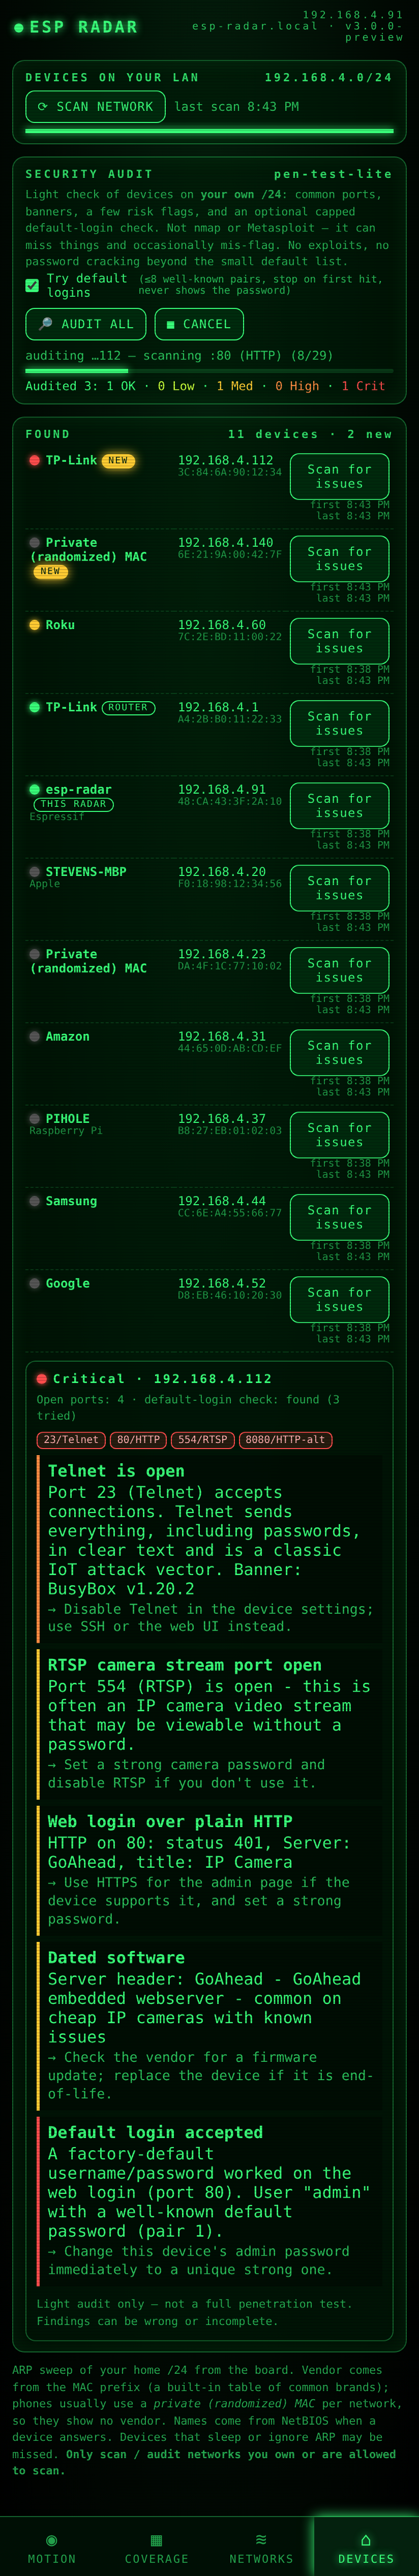 ESP RADAR
192.168.4.91
esp-radar.local · v3.0.0-
preview
DEVICES ON YOUR LAN
192.168.4.0/24
⟳ SCAN NETWORK
last scan 8:43 PM
SECURITY AUDIT
pen-test-lite
Light check of devices on your own /24: common ports,
banners, a few risk flags, and an optional capped
default-login check. Not nmap or Metasploit — it can
miss things and occasionally mis-flag. No exploits, no
password cracking beyond the small default list.
Try default
logins
(≤8 well-known pairs, stop on first hit,
never shows the password)
🔎 AUDIT ALL
■ CANCEL
auditing …112 — scanning :80 (HTTP) (8/29)
Audited 3: 1 OK · 0 Low · 1 Med · 0 High · 1 Crit
FOUND
11 devices · 2 new
TP-Link NEW
192.168.4.112
3C:84:6A:90:12:34
Scan for
issues
first 8:43 PM
last 8:43 PM
Private
(randomized) MAC
NEW
192.168.4.140
6E:21:9A:00:42:7F
Scan for
issues
first 8:43 PM
last 8:43 PM
Roku
192.168.4.60
7C:2E:BD:11:00:22
Scan for
issues
first 8:38 PM
last 8:43 PM
TP-Link ROUTER
192.168.4.1
A4:2B:B0:11:22:33
Scan for
issues
first 8:38 PM
last 8:43 PM
esp-radar
THIS RADAR
Espressif
192.168.4.91
48:CA:43:3F:2A:10
Scan for
issues
first 8:38 PM
last 8:43 PM
STEVENS-MBP
Apple
192.168.4.20
F0:18:98:12:34:56
Scan for
issues
first 8:38 PM
last 8:43 PM
Private
(randomized) MAC
192.168.4.23
DA:4F:1C:77:10:02
Scan for
issues
first 8:38 PM
last 8:43 PM
Amazon
192.168.4.31
44:65:0D:AB:CD:EF
Scan for
issues
first 8:38 PM
last 8:43 PM
PIHOLE
Raspberry Pi
192.168.4.37
B8:27:EB:01:02:03
Scan for
issues
first 8:38 PM
last 8:43 PM
Samsung
192.168.4.44
CC:6E:A4:55:66:77
Scan for
issues
first 8:38 PM
last 8:43 PM
Google
192.168.4.52
D8:EB:46:10:20:30
Scan for
issues
first 8:38 PM
last 8:43 PM
Critical · 192.168.4.112
Open ports: 4 · default-login check: found (3
tried)
23/Telnet
80/HTTP
554/RTSP
8080/HTTP-alt
Telnet is open
Port 23 (Telnet) accepts
connections. Telnet sends
everything, including passwords,
in clear text and is a classic
IoT attack vector. Banner:
BusyBox v1.20.2
→ Disable Telnet in the device settings;
use SSH or the web UI instead.
RTSP camera stream port open
Port 554 (RTSP) is open - this is
often an IP camera video stream
that may be viewable without a
password.
→ Set a strong camera password and
disable RTSP if you don't use it.
Web login over plain HTTP
HTTP on 80: status 401, Server:
GoAhead, title: IP Camera
→ Use HTTPS for the admin page if the
device supports it, and set a strong
password.
Dated software
Server header: GoAhead - GoAhead
embedded webserver - common on
cheap IP cameras with known
issues
→ Check the vendor for a firmware
update; replace the device if it is end-
of-life.
Default login accepted
A factory-default
username/password worked on the
web login (port 80). User "admin"
with a well-known default
password (pair 1).
→ Change this device's admin password
immediately to a unique strong one.
Light audit only — not a full penetration test.
Findings can be wrong or incomplete.
ARP sweep of your home /24 from the board. Vendor comes
from the MAC prefix (a built-in table of common brands);
phones usually use a private (randomized) MAC per network,
so they show no vendor. Names come from NetBIOS when a
device answers. Devices that sleep or ignore ARP may be
missed. Only scan / audit networks you own or are allowed
to scan.
MOTION
COVERAGE
NETWORKS
DEVICES